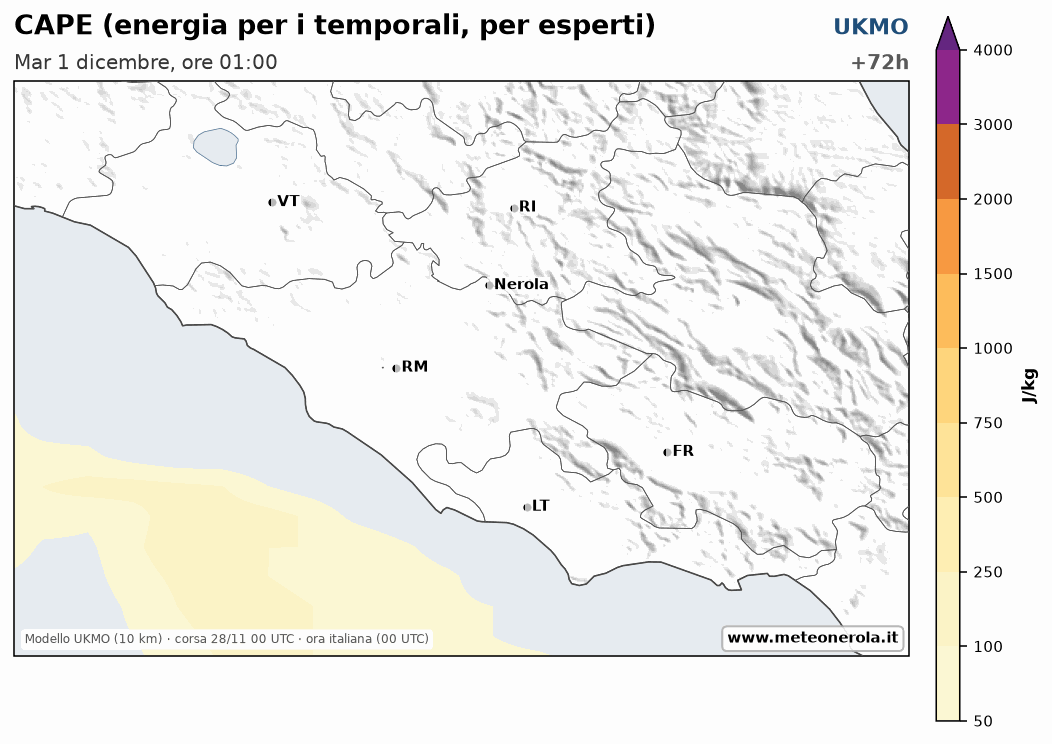 CAPE (energia per i temporali, per esperti)
UKMO
Mar 1 dicembre, ore 01:00
+72h
4000
3000
2000
1500
1000
750
500
250
100
50
J/kg
VT
RI
Nerola
RM
FR
LT
Modello UKMO (10 km) · corsa 28/11 00 UTC · ora italiana (00 UTC)
www.meteonerola.it